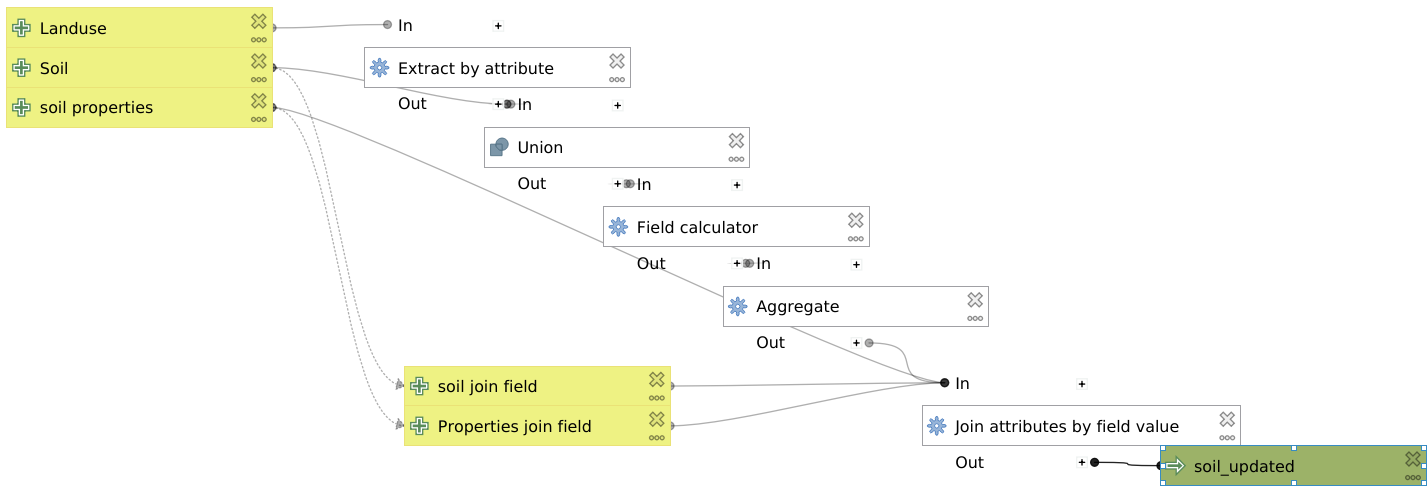 Landuse
In
Soil
Extract by attribute
soil properties
Out
In
Union
Out
In
Field calculator
Out
In
Aggregate
Out
soil join field
In
Properties join field
Join attributes by field value
Out
soil_updated